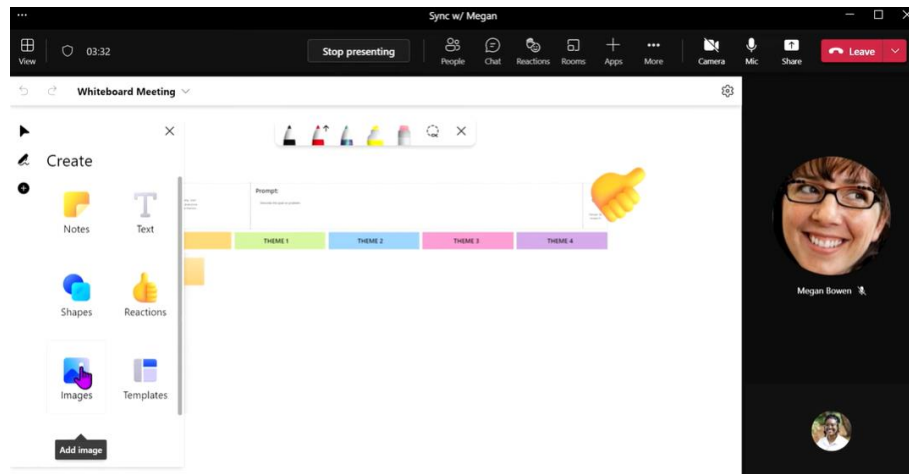 Sync w/ Megan
View
03:32
Stop presenting
People
Chat
Reactions
Rooms
Apps
More
Camera
Mic
Share
Leave
Whiteboard Meeting
Create
Notes
Text
Shapes
Reactions
Images
Templates
Add image
Prompt:
THEME 1
THEME 2
THEME 3
THEME 4
Megan Bowen